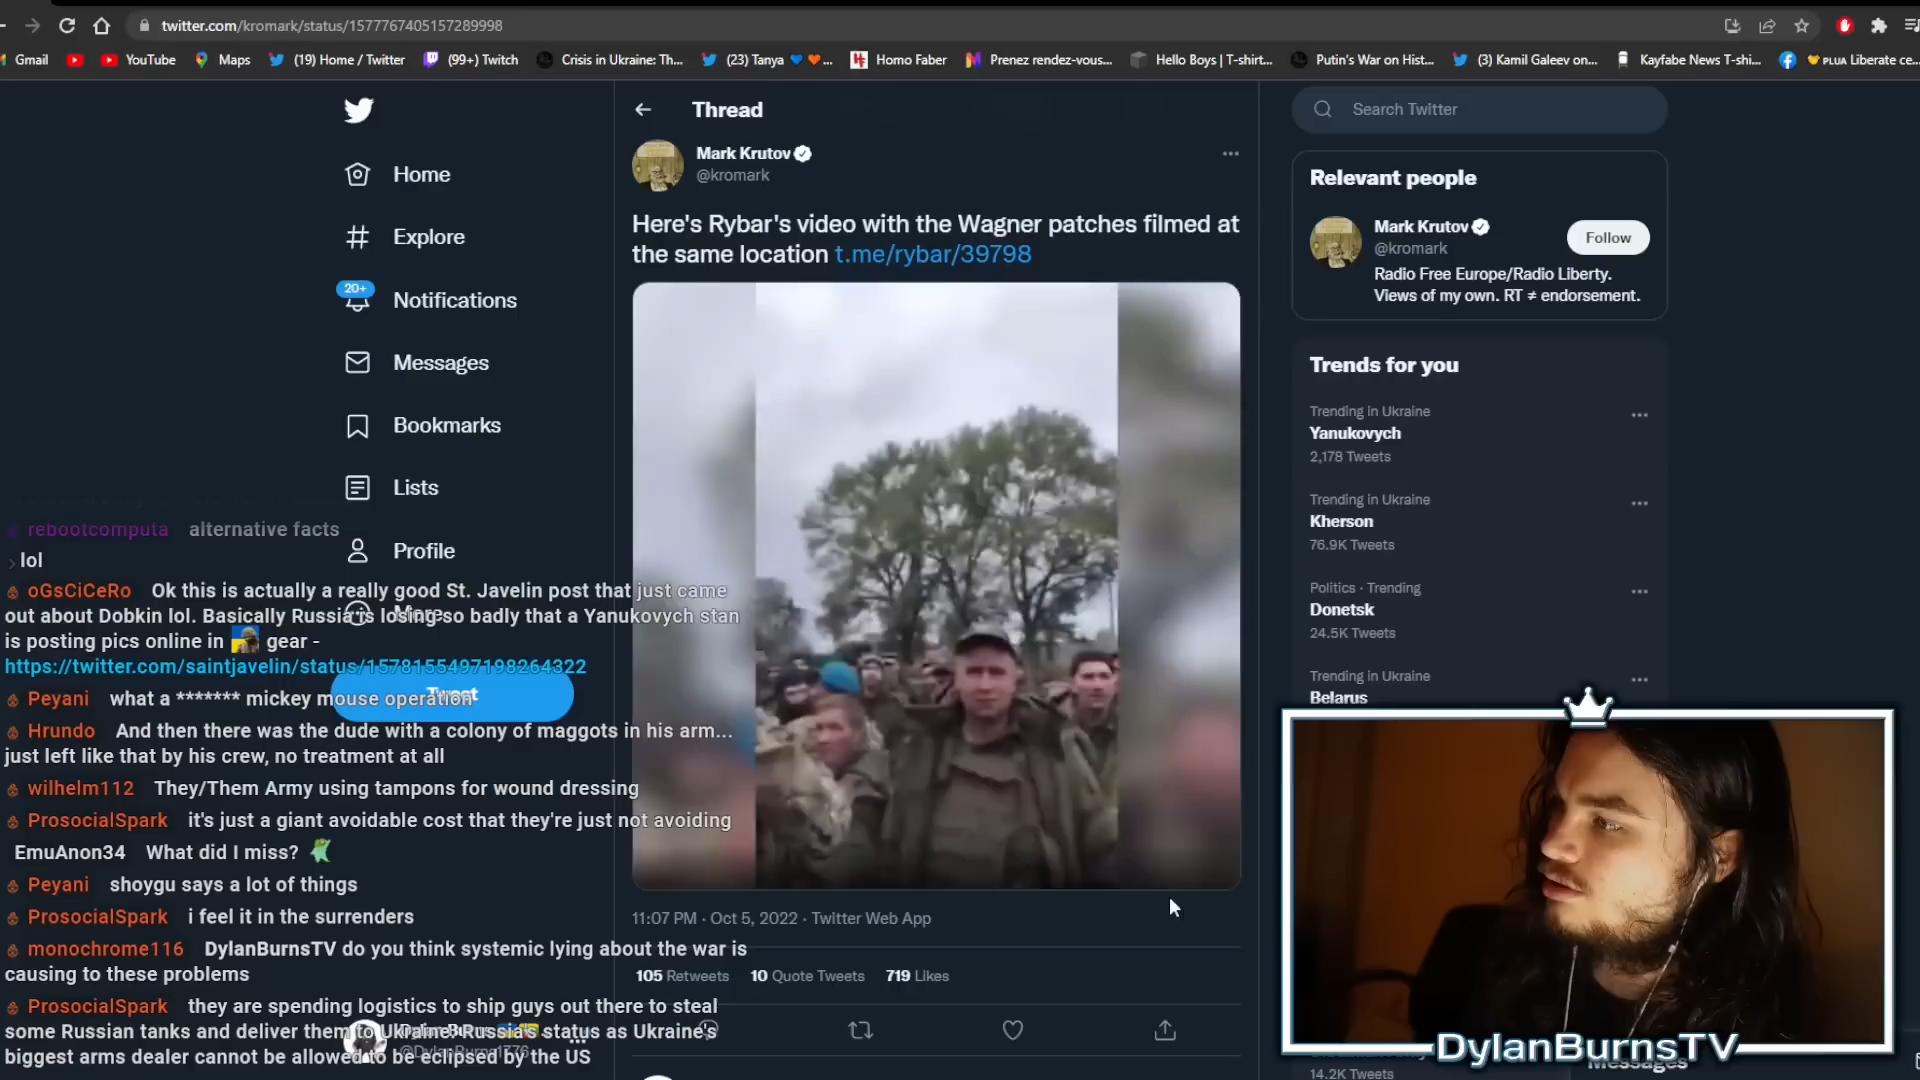 twitter.com/kromark/status/1577767405157289998
Gmail
YouTube
Maps
(19) Home / Twitter
(99+) Twitch
Crisis in Ukraine: Th...
(23) Tanya 💙 🧡 ...
Homo Faber
Prenez rendez-vous...
Hello Boys | T-shirt...
Putin's War on Hist...
(3) Kamil Galeev on...
Kayfabe News T-shi...
PLUA Liberate ce...
Home
Explore
20+
Notifications
Messages
Bookmarks
Lists
Profile
More
Tweet
Thread
Mark Krutov
@kromark
Here's Rybar's video with the Wagner patches filmed at
the same location t.me/rybar/39798
11:07 PM · Oct 5, 2022 · Twitter Web App
105 Retweets 10 Quote Tweets 719 Likes
Search Twitter
Relevant people
Mark Krutov
@kromark
Follow
Radio Free Europe/Radio Liberty.
Views of my own. RT ≠ endorsement.
Trends for you
Trending in Ukraine
Yanukovych
2,178 Tweets
Trending in Ukraine
Kherson
76.9K Tweets
Politics · Trending
Donetsk
24.5K Tweets
Trending in Ukraine
Belarus
14.2K Tweets
Messages
DylanBurnsTV
rebootcomputa alternative facts
lol
oGsCiCeRo Ok this is actually a really good St. Javelin post that just came
out about Dobkin lol. Basically Russia is losing so badly that a Yanukovych stan
is posting pics online in gear -
https://twitter.com/saintjavelin/status/1578155497198264322
Peyani what a ******* mickey mouse operation
Hrundo And then there was the dude with a colony of maggots in his arm...
just left like that by his crew, no treatment at all
wilhelm112 They/Them Army using tampons for wound dressing
ProsocialSpark it's just a giant avoidable cost that they're just not avoiding
EmuAnon34 What did I miss?
Peyani shoygu says a lot of things
ProsocialSpark i feel it in the surrenders
monochrome116 DylanBurnsTV do you think systemic lying about the war is
causing to these problems
ProsocialSpark they are spending logistics to ship guys out there to steal
some Russian tanks and deliver them to Ukraine. Russia's status as Ukraine's
biggest arms dealer cannot be allowed to be eclipsed by the US
Dylan Burns
@DylanBurns1776